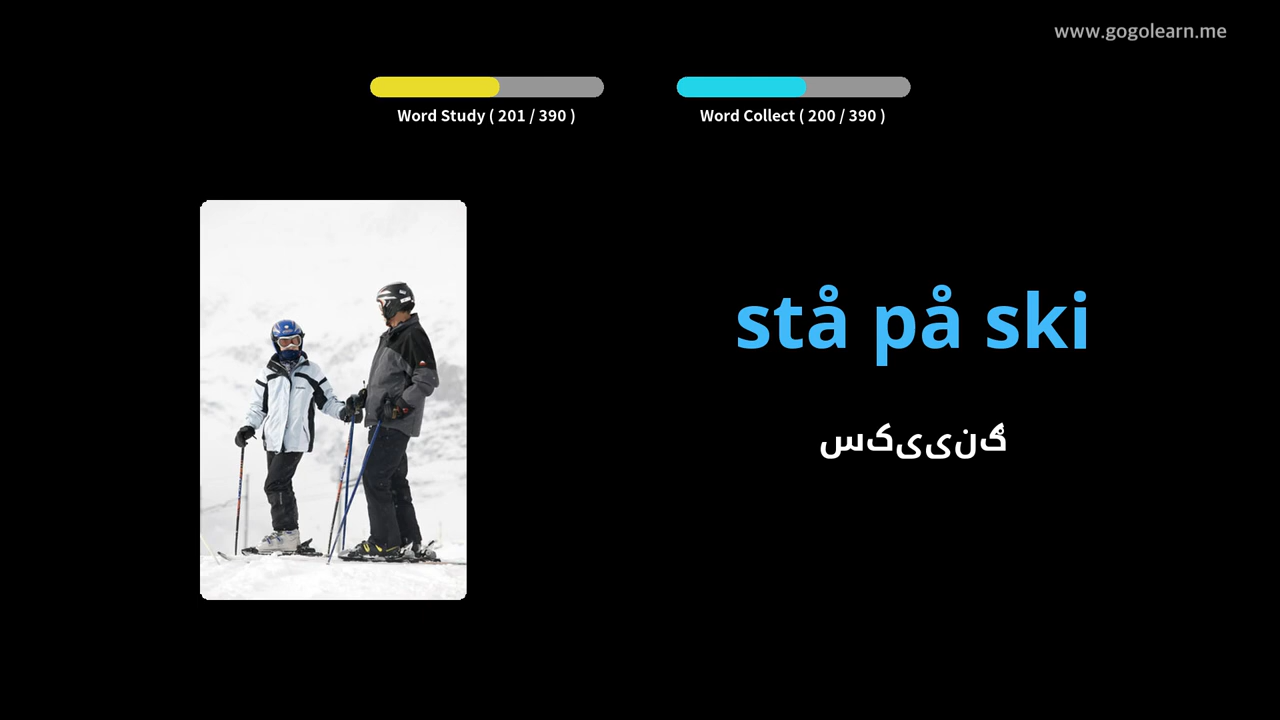 www.gogolearn.me
Word Study ( 201 / 390 )
Word Collect ( 200 / 390 )
stå på ski
سکیینگ